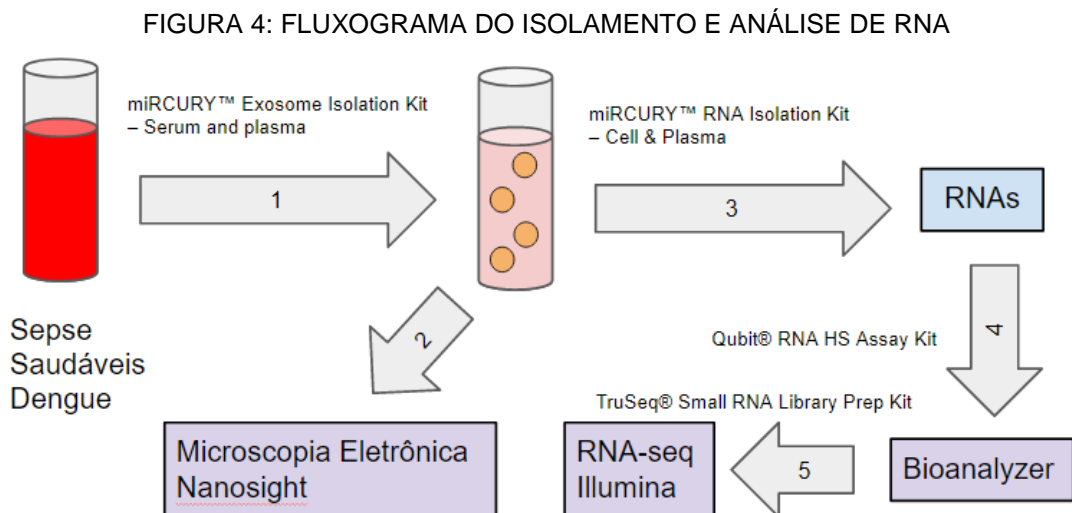 FIGURA 4: FLUXOGRAMA DO ISOLAMENTO E ANÁLISE DE RNA
miRCURY™ Exosome Isolation Kit
– Serum and plasma
1
miRCURY™ RNA Isolation Kit
– Cell & Plasma
3
RNAs
Sepse
Saudáveis
Dengue
2
Qubit® RNA HS Assay Kit
4
TruSeq® Small RNA Library Prep Kit
Microscopia Eletrônica
Nanosight
RNA-seq
Illumina
5
Bioanalyzer